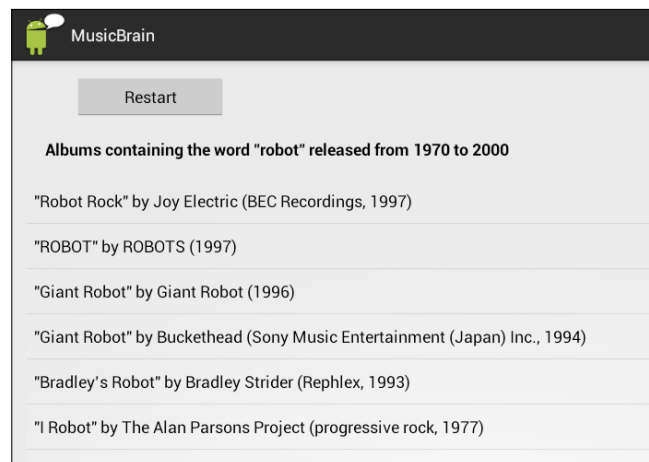 MusicBrain
Restart
Albums containing the word "robot" released from 1970 to 2000
"Robot Rock" by Joy Electric (BEC Recordings, 1997)
"ROBOT" by ROBOTS (1997)
"Giant Robot" by Giant Robot (1996)
"Giant Robot" by Buckethead (Sony Music Entertainment (Japan) Inc., 1994)
"Bradley's Robot" by Bradley Strider (Rephlex, 1993)
"I Robot" by The Alan Parsons Project (progressive rock, 1977)